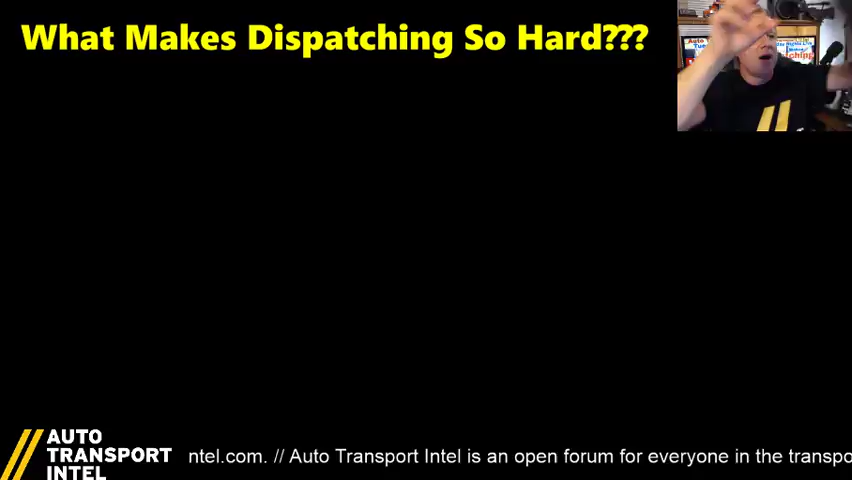 What Makes Dispatching So Hard???
AUTO
TRANSPORT
INTEL
ntel.com. // Auto Transport Intel is an open forum for everyone in the transpo